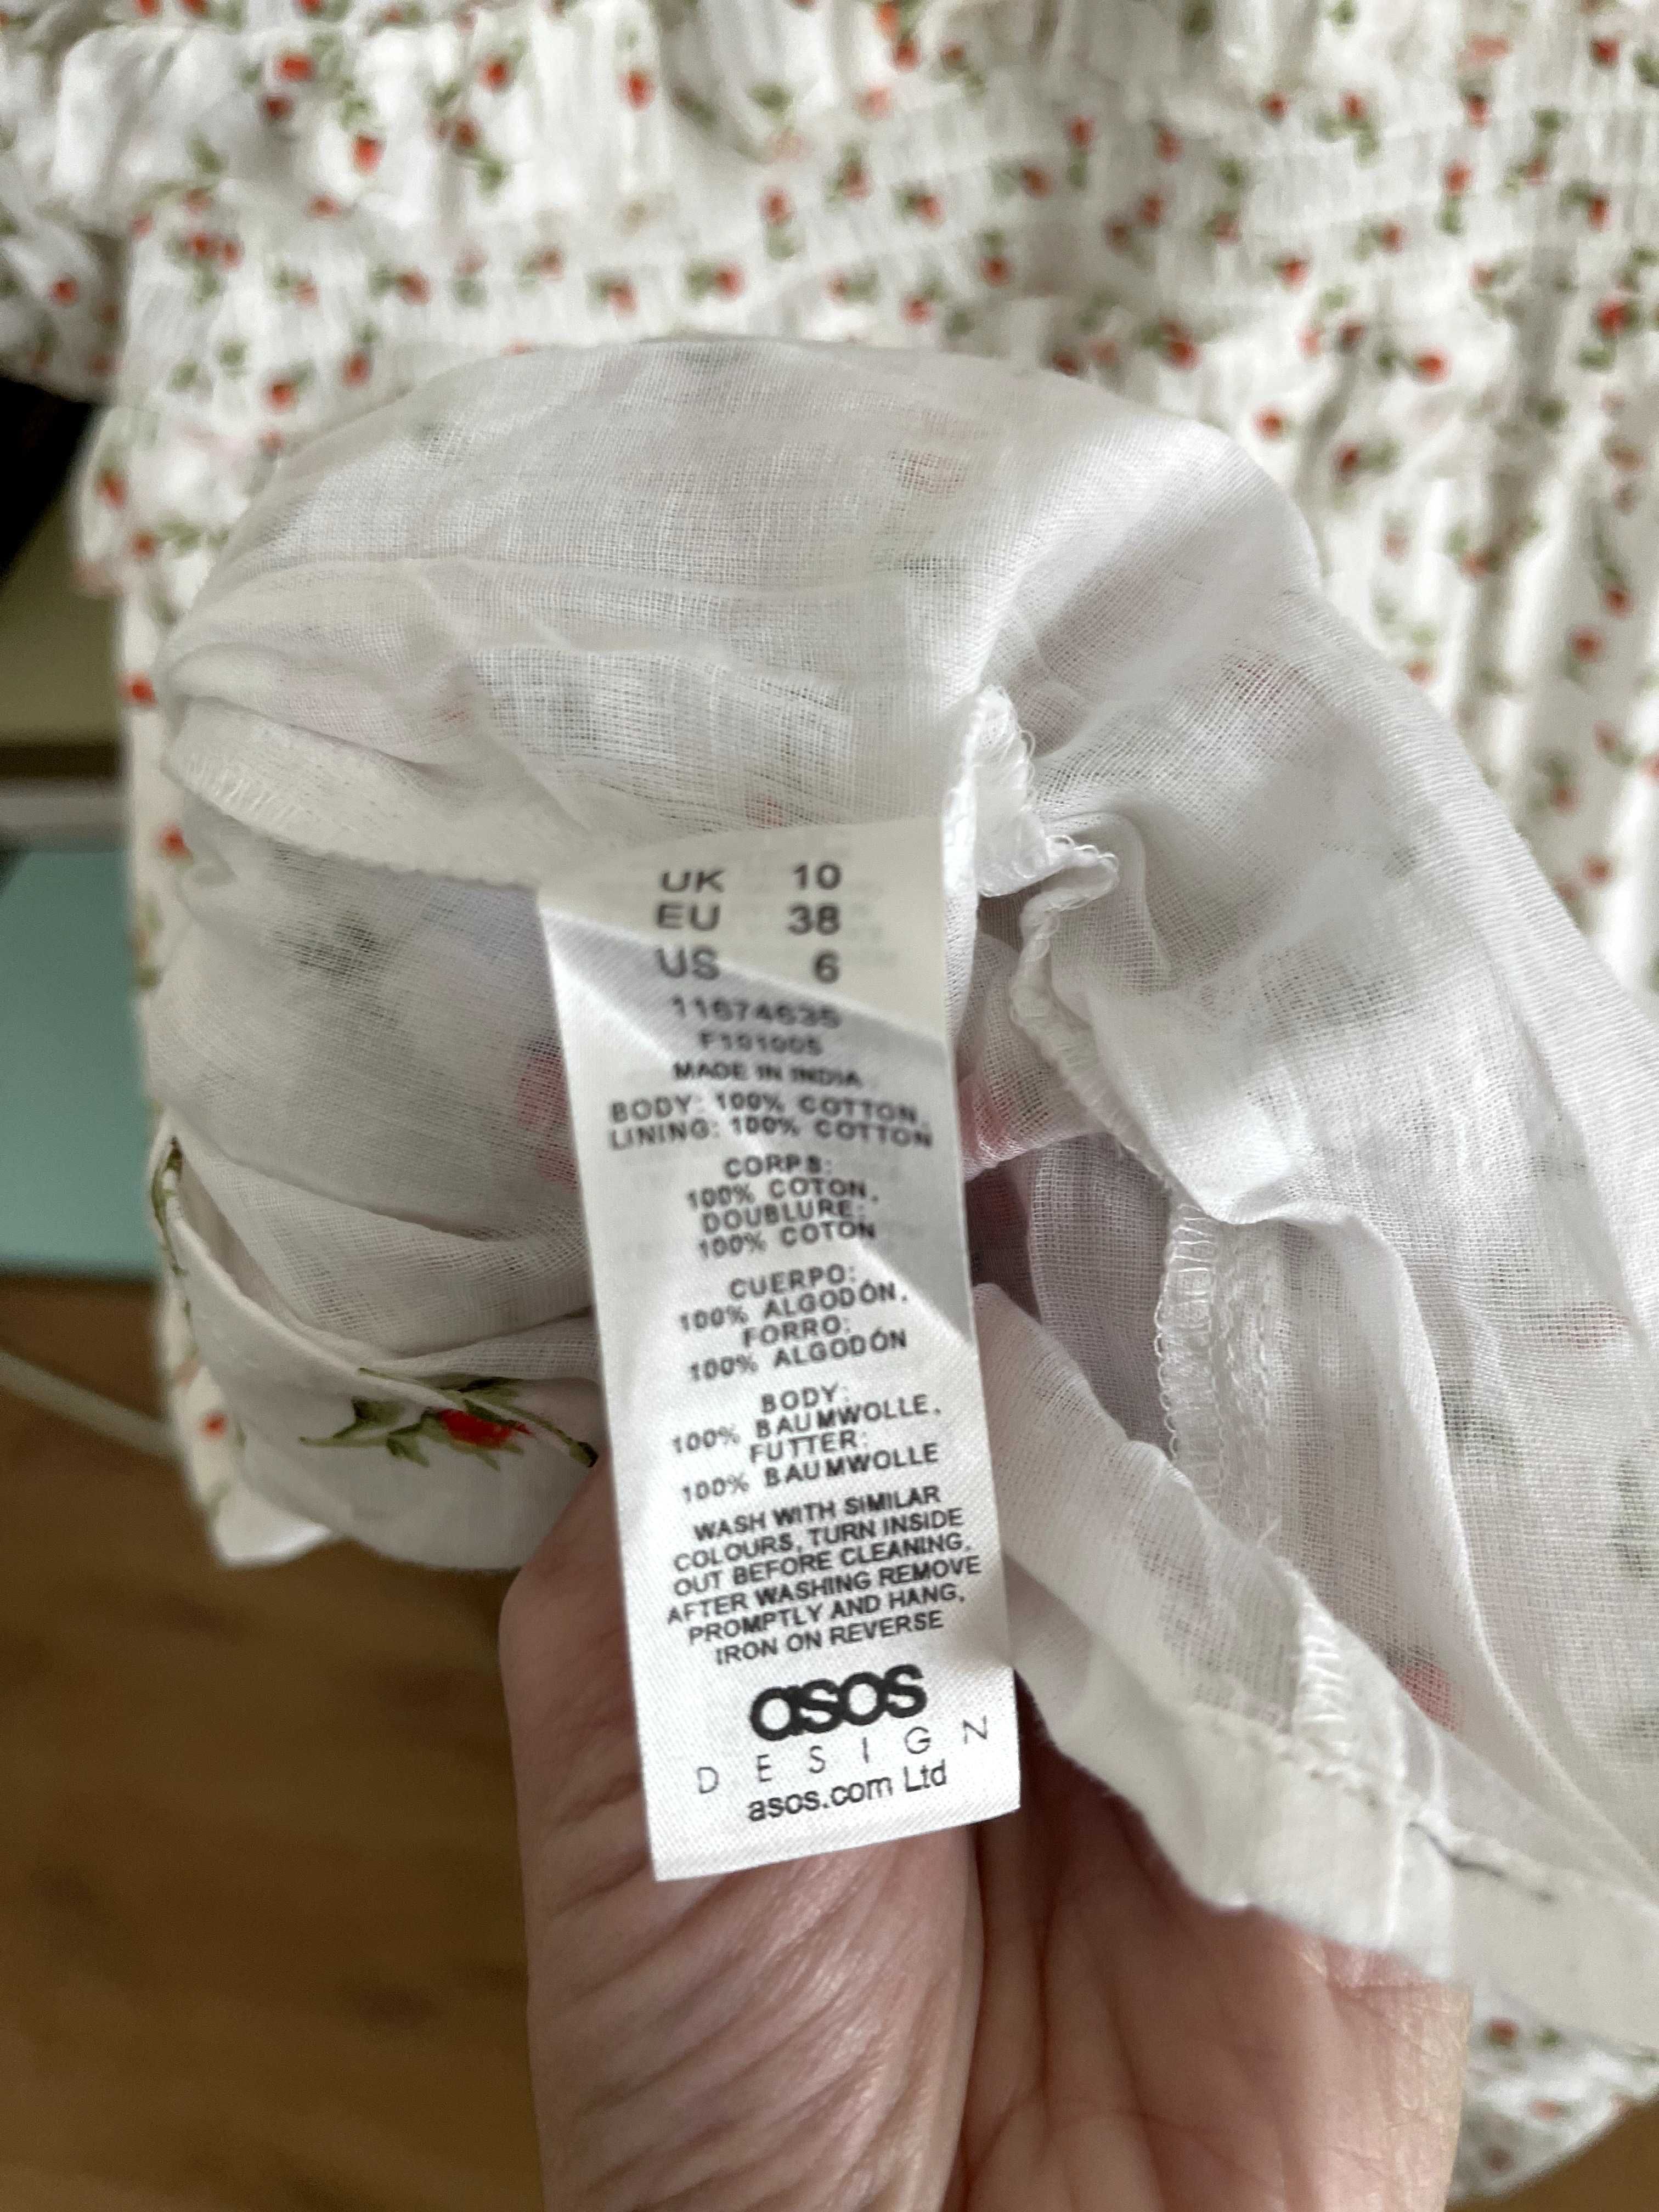 UK 10
EU 38
US 6
11674635
F101005
MADE IN INDIA
BODY: 100% COTTON,
LINING: 100% COTTON
CORPS:
100% COTON,
DOUBLURE:
100% COTON
CUERPO:
100% ALGODÓN,
FORRO:
100% ALGODÓN
BODY:
100% BAUMWOLLE,
FUTTER:
100% BAUMWOLLE
WASH WITH SIMILAR
COLOURS, TURN INSIDE
OUT BEFORE CLEANING,
AFTER WASHING REMOVE
PROMPTLY AND HANG,
IRON ON REVERSE
asos
DESIGN
asos.com Ltd